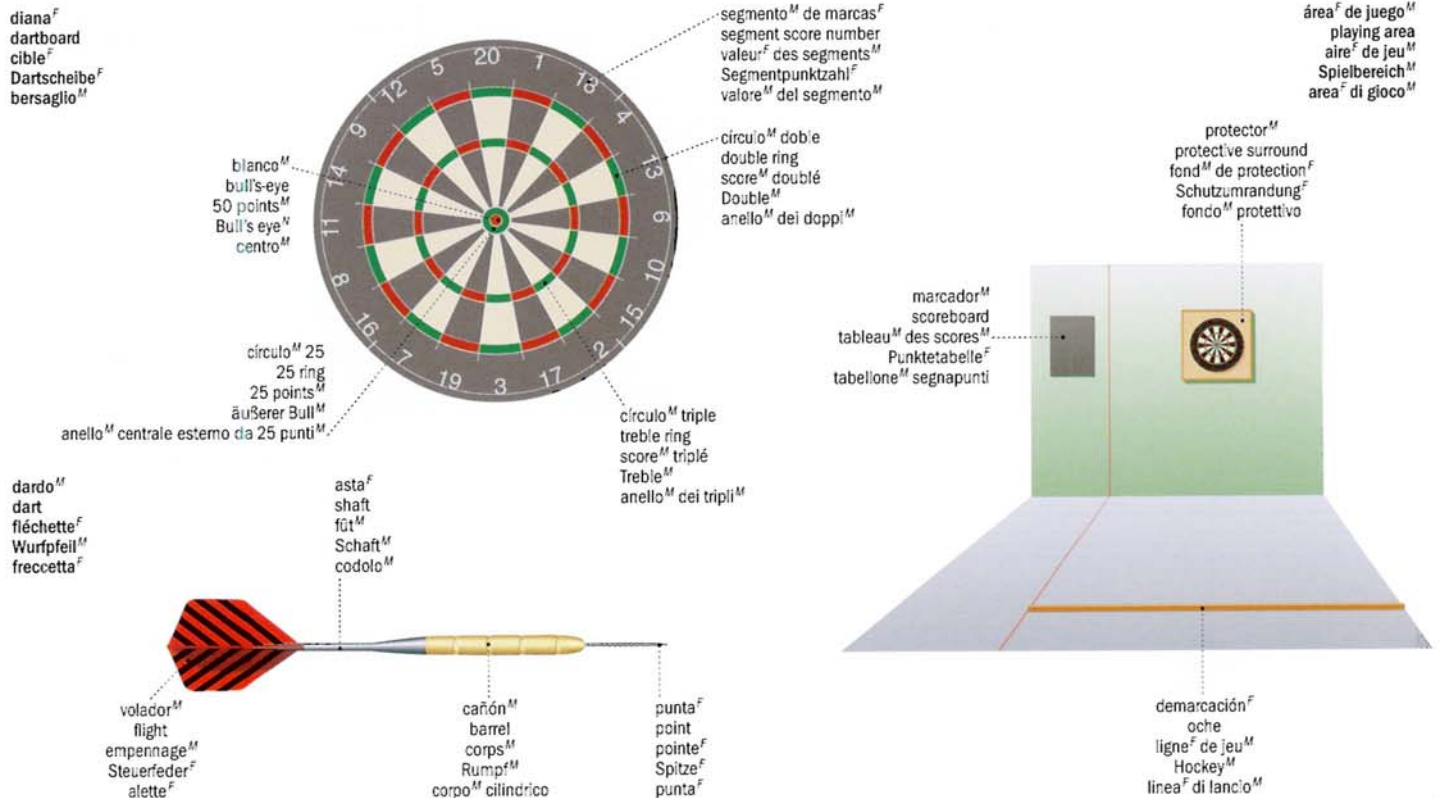 diana^F
dartboard
cible^F
Dartscheibe^F
bersaglio^M
segmento^M de marcas^F
segment score number
valeur^F des segments^M
Segmentpunktzahl^F
valore^M del segmento^M
área^F de juego^M
playing area
aire^F de jeu^M
Spielbereich^M
area^F di gioco^M
20
1
18
4
13
6
10
15
2
17
3
19
7
16
8
11
14
9
12
5
blanco^M
bull's-eye
50 points^M
Bull's eye^N
centro^M
círculo^M doble
double ring
score^M doublé
Double^M
anello^M dei doppi^M
protector^M
protective surround
fond^M de protection^F
Schutzumrandung^F
fondo^M protettivo
marcador^M
scoreboard
tableau^M des scores^M
Punktetabelle^F
tabellone^M segnapunti
círculo^M 25
25 ring
25 points^M
äußerer Bull^M
anello^M centrale esterno da 25 punti^M
círculo^M triple
treble ring
score^M triplé
Treble^M
anello^M dei tripli^M
dardo^M
dart
fléchette^F
Wurfpfeil^M
freccetta^F
asta^F
shaft
fût^M
Schaft^M
codolo^M
volador^M
flight
empennage^M
Steuerfeder^F
alette^F
cañón^M
barrel
corps^M
Rumpf^M
corpo^M cilindrico
punta^F
point
pointe^F
Spitze^F
punta^F
demarcación^F
oche
ligne^F de jeu^M
Hockey^M
linea^F di lancio^M